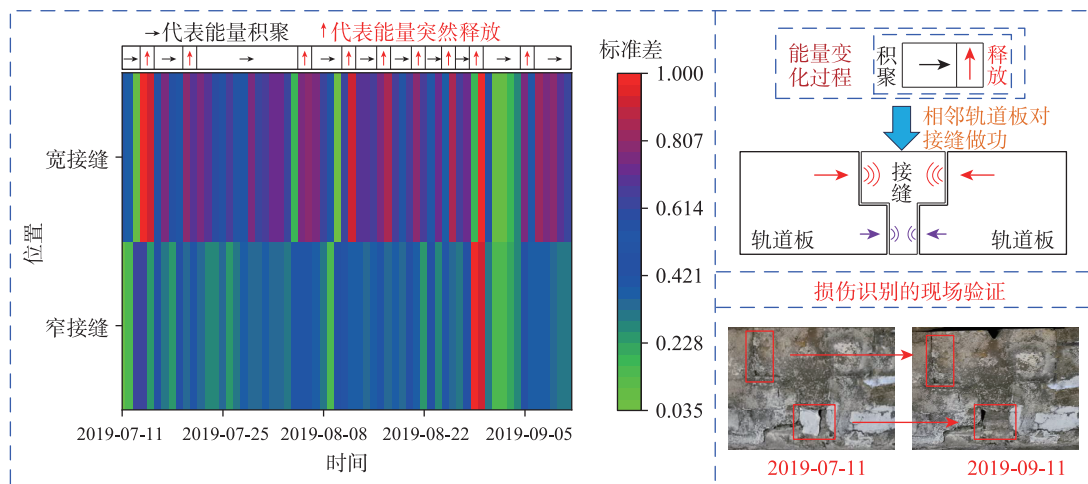 →代表能量积聚 ↑代表能量突然释放
宽接缝
窄接缝
位置
2019-07-11
2019-07-25
2019-08-08
2019-08-22
2019-09-05
时间
标准差
1.000
0.807
0.614
0.421
0.228
0.035
能量变
化过程
积聚
释放
相邻轨道板对
接缝做功
接缝
轨道板
轨道板
损伤识别的现场验证
2019-07-11
2019-09-11